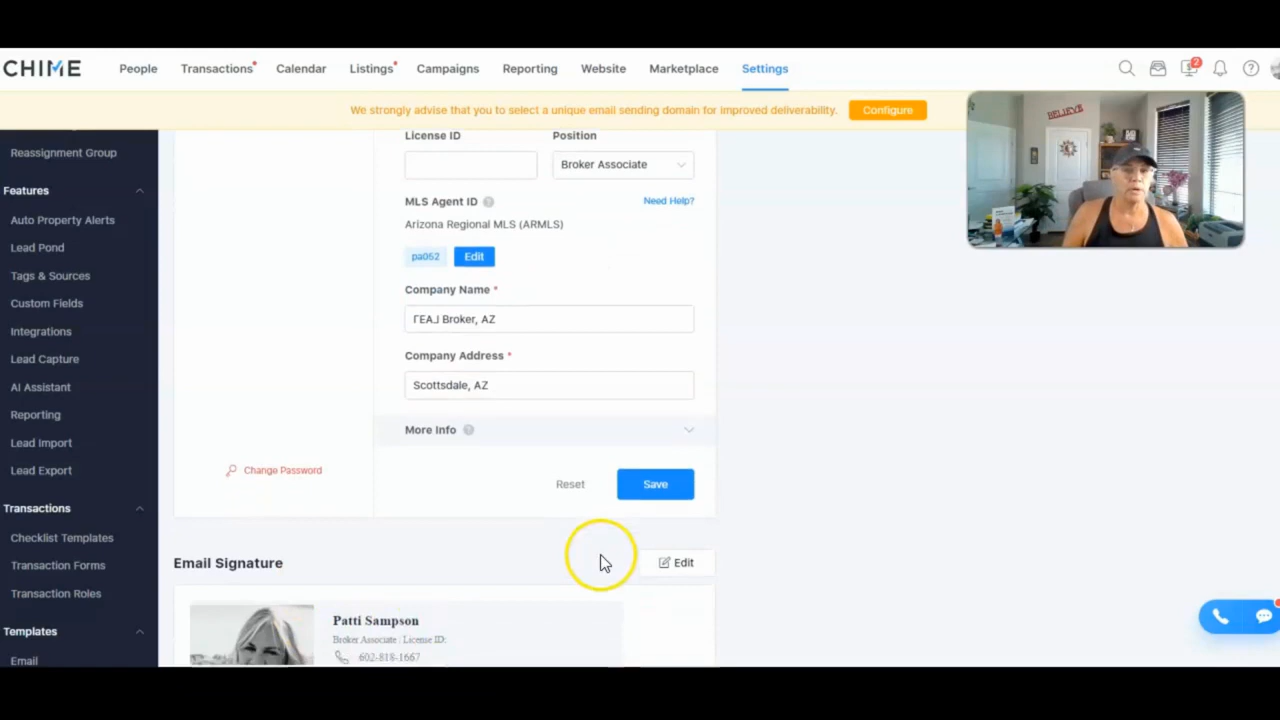 CHIME
People Transactions Calendar Listings Campaigns Reporting Website Marketplace Settings
2
We strongly advise that you to select a unique email sending domain for improved deliverability. Configure
BELIEVE
Reassignment Group
Features
Auto Property Alerts
Lead Pond
Tags & Sources
Custom Fields
Integrations
Lead Capture
AI Assistant
Reporting
Lead Import
Lead Export
Transactions
Checklist Templates
Transaction Forms
Transaction Roles
Templates
Email
License ID Position
Broker Associate
MLS Agent ID Need Help?
Arizona Regional MLS (ARMLS)
pa052 Edit
Company Name *
ΓEA⅃ Broker, AZ
Company Address *
Scottsdale, AZ
More Info
Change Password
Reset Save
Email Signature Edit
Patti Sampson
Broker Associate | License ID:
602-818-1667